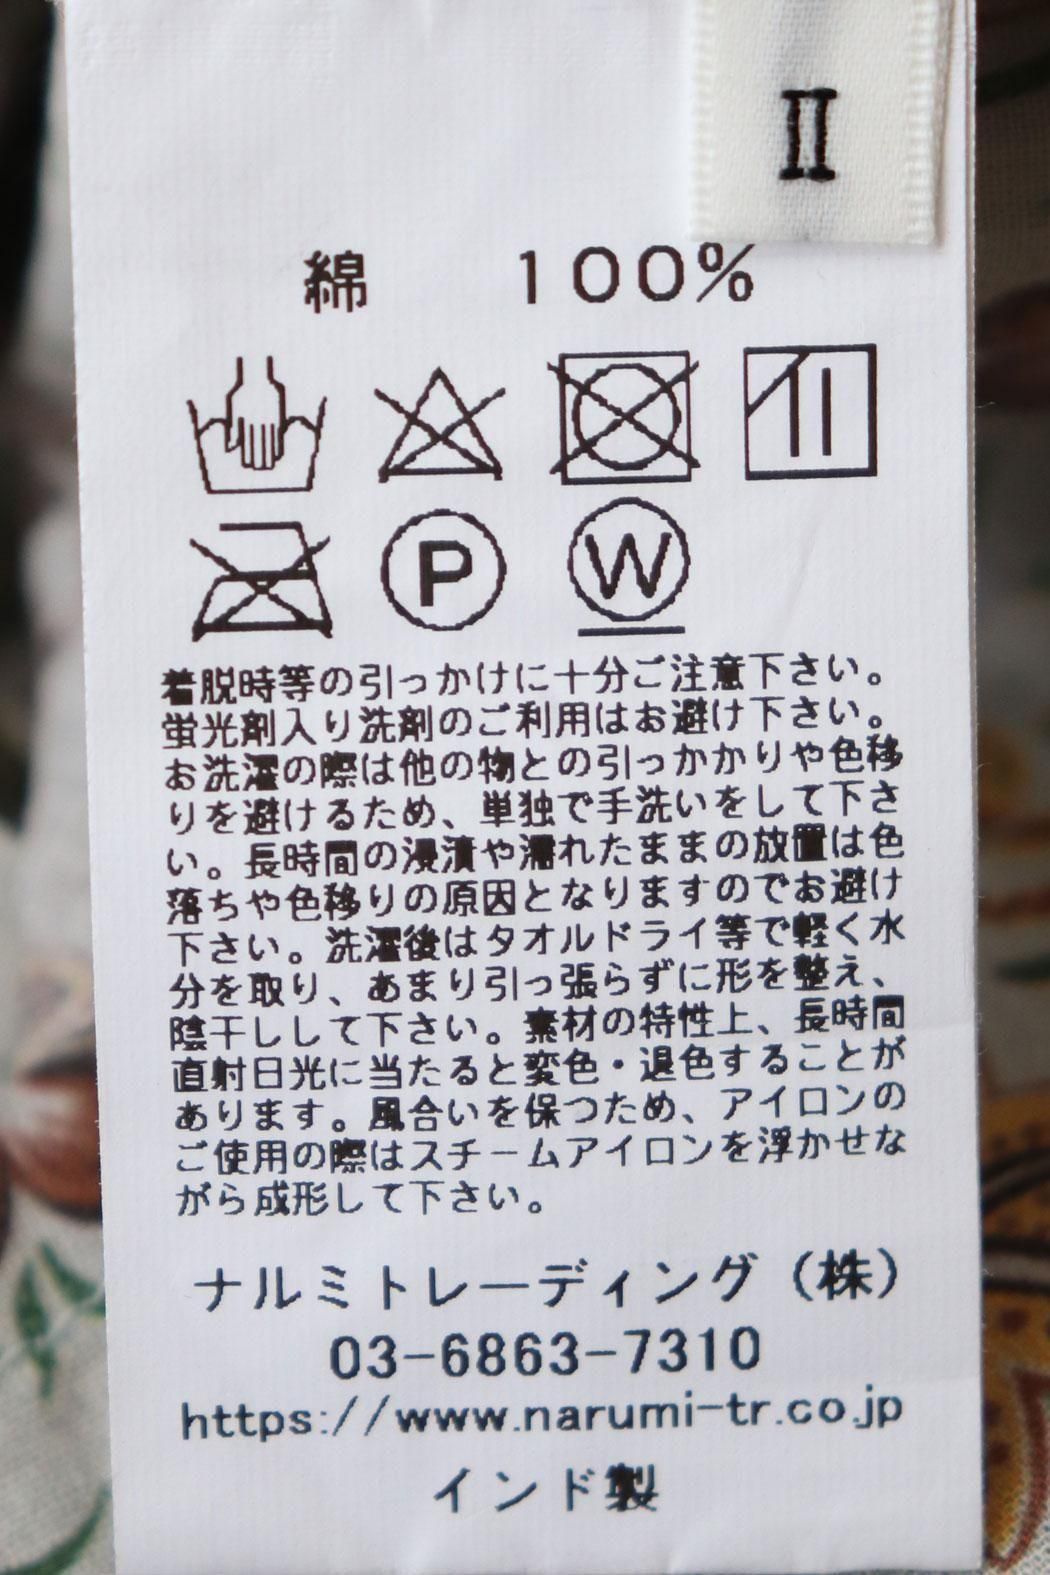 II
綿 100%
P W
着脱時等の引っかけに十分ご注意下さい。
蛍光剤入り洗剤のご利用はお避け下さい。
お洗濯の際は他の物との引っかかりや色移
りを避けるため、単独で手洗いをして下さ
い。長時間の浸漬や濡れたままの放置は色
落ちや色移りの原因となりますのでお避け
下さい。洗濯後はタオルドライ等で軽く水
分を取り、あまり引っ張らずに形を整え、
陰干しして下さい。素材の特性上、長時間
直射日光に当たると変色・退色することが
あります。風合いを保つため、アイロンの
ご使用の際はスチームアイロンを浮かせな
がら成形して下さい。
ナルミトレーディング（株）
03-6863-7310
https://www.narumi-tr.co.jp
インド製